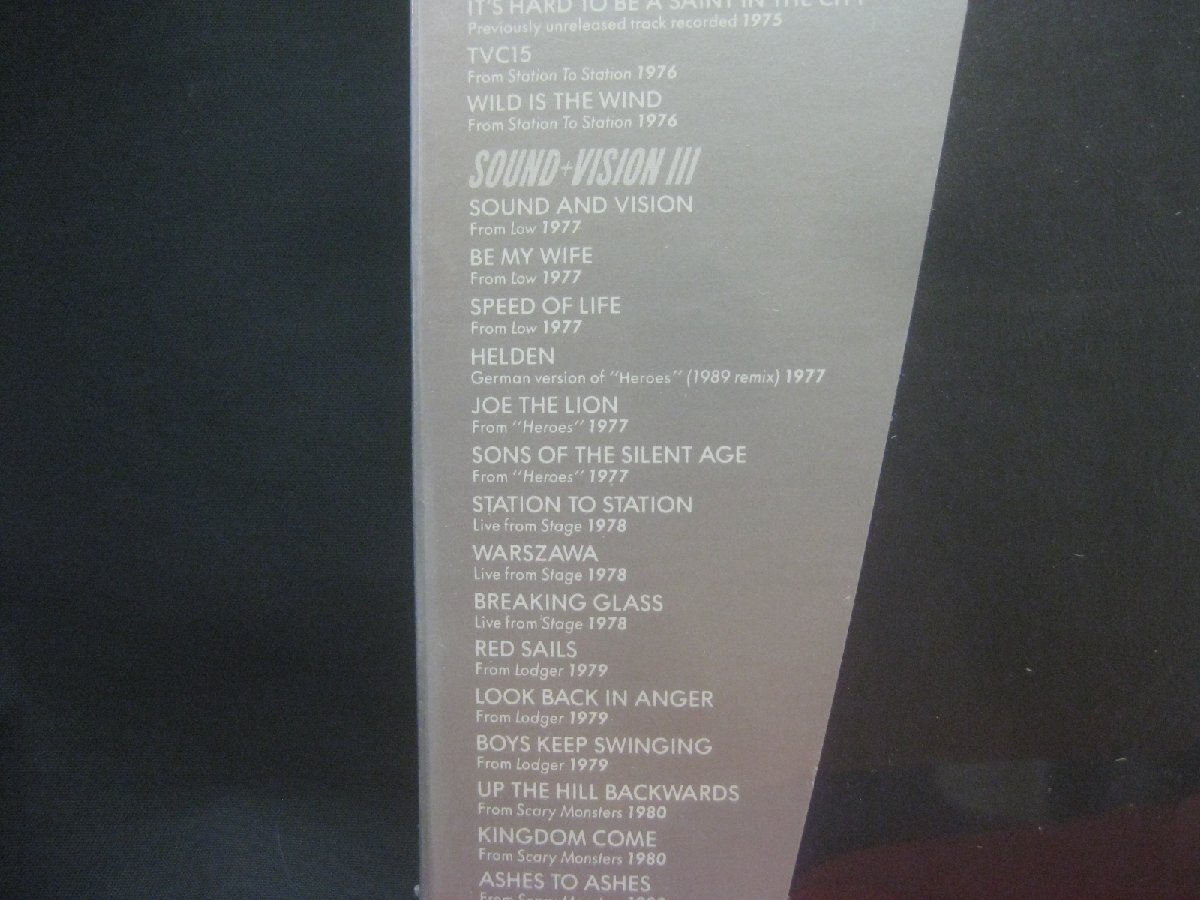 IT'S HARD TO BE A SAINT IN THE CITY
Previously unreleased track recorded 1975
TVC15
From Station To Station 1976
WILD IS THE WIND
From Station To Station 1976
SOUND+VISION III
SOUND AND VISION
From Low 1977
BE MY WIFE
From Low 1977
SPEED OF LIFE
From Low 1977
HELDEN
German version of "Heroes" (1989 remix) 1977
JOE THE LION
From "Heroes" 1977
SONS OF THE SILENT AGE
From "Heroes" 1977
STATION TO STATION
Live from Stage 1978
WARSZAWA
Live from Stage 1978
BREAKING GLASS
Live from Stage 1978
RED SAILS
From Lodger 1979
LOOK BACK IN ANGER
From Lodger 1979
BOYS KEEP SWINGING
From Lodger 1979
UP THE HILL BACKWARDS
From Scary Monsters 1980
KINGDOM COME
From Scary Monsters 1980
ASHES TO ASHES
From Scary Monsters 1980